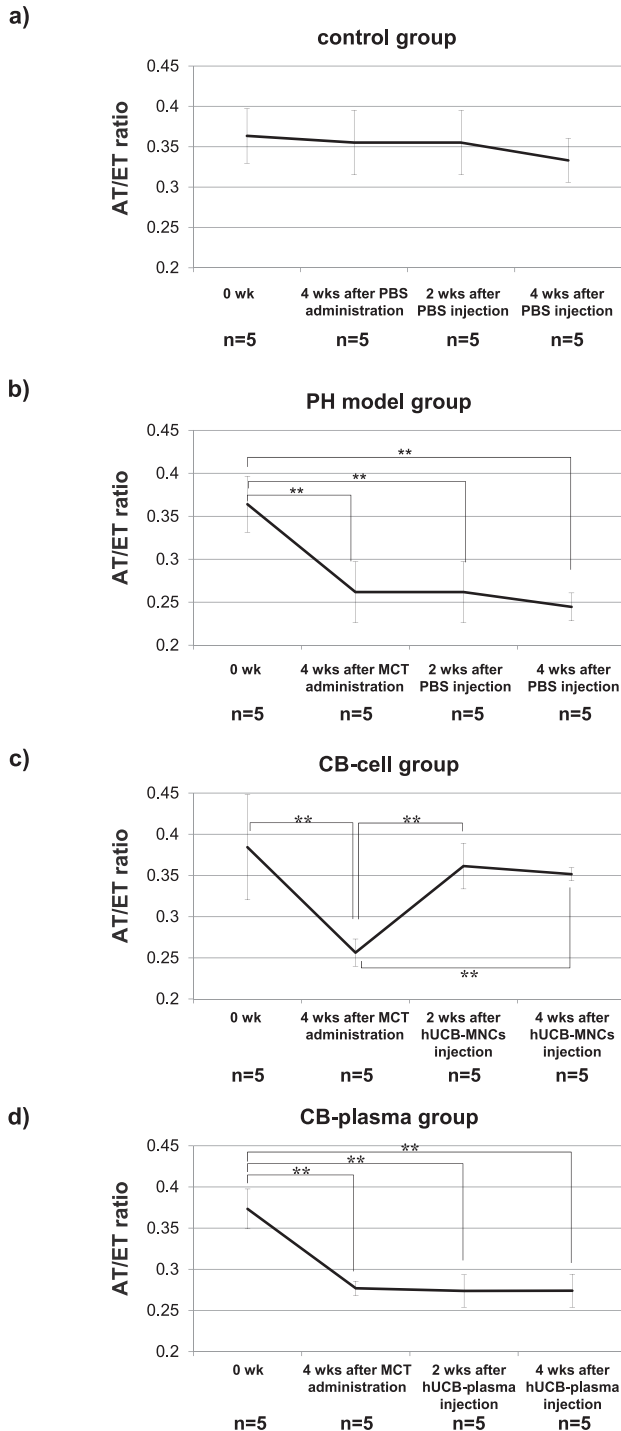 a)
control group
AT/ET ratio
0.45
0.4
0.35
0.3
0.25
0.2
0 wk
4 wks after PBS
administration
2 wks after
PBS injection
4 wks after
PBS injection
n=5
n=5
n=5
n=5
b)
PH model group
AT/ET ratio
0.45
0.4
0.35
0.3
0.25
0.2
**
**
**
0 wk
4 wks after MCT
administration
2 wks after
PBS injection
4 wks after
PBS injection
n=5
n=5
n=5
n=5
c)
CB-cell group
AT/ET ratio
0.45
0.4
0.35
0.3
0.25
0.2
**
**
**
0 wk
4 wks after MCT
administration
2 wks after
hUCB-MNCs
injection
4 wks after
hUCB-MNCs
injection
n=5
n=5
n=5
n=5
d)
CB-plasma group
AT/ET ratio
0.45
0.4
0.35
0.3
0.25
0.2
**
**
**
0 wk
4 wks after MCT
administration
2 wks after
hUCB-plasma
injection
4 wks after
hUCB-plasma
injection
n=5
n=5
n=5
n=5